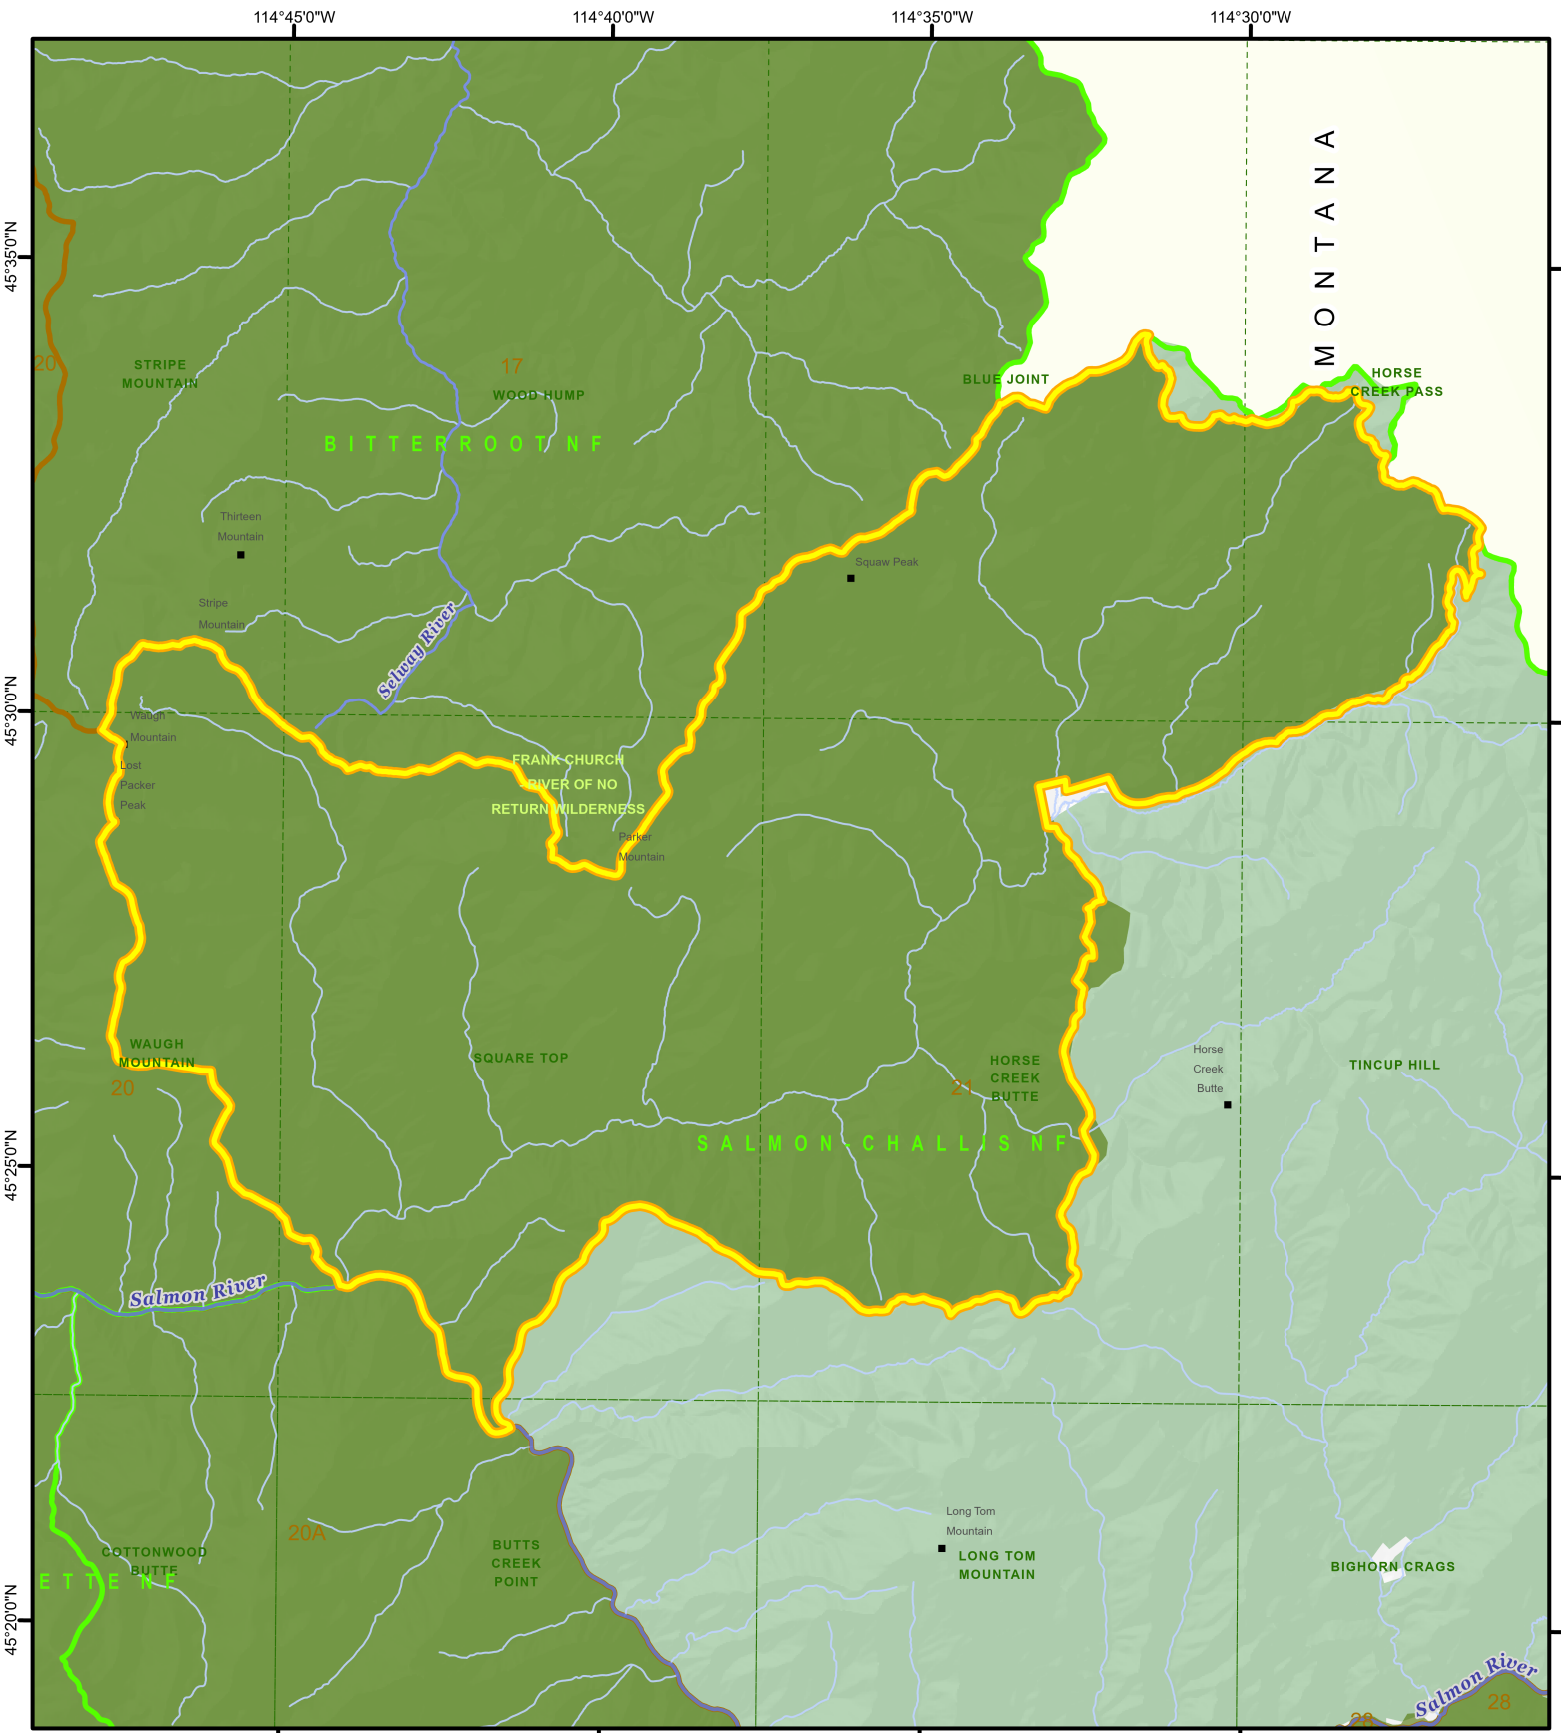 114°45'0"W
114°40'0"W
114°35'0"W
114°30'0"W
MONTANA
45°35'0"N
20
STRIPE
MOUNTAIN
17
WOOD HUMP
BLUE JOINT
HORSE
CREEK PASS
BITTERROOT NF
Thirteen
Mountain
Squaw Peak
Stripe
Mountain
Selway River
45°30'0"N
Waugh
Mountain
Lost
Packer
Peak
FRANK CHURCH
- RIVER OF NO
RETURN WILDERNESS
Parker
Mountain
WAUGH
MOUNTAIN
20
SQUARE TOP
21
HORSE
CREEK
BUTTE
Horse
Creek
Butte
TINCUP HILL
SALMON-CHALLIS NF
45°25'0"N
Salmon River
20A
COTTONWOOD
BUTTE
ETTE NF
BUTTS
CREEK
POINT
Long Tom
Mountain
LONG TOM
MOUNTAIN
BIGHORN CRAGS
45°20'0"N
Salmon River
28
28